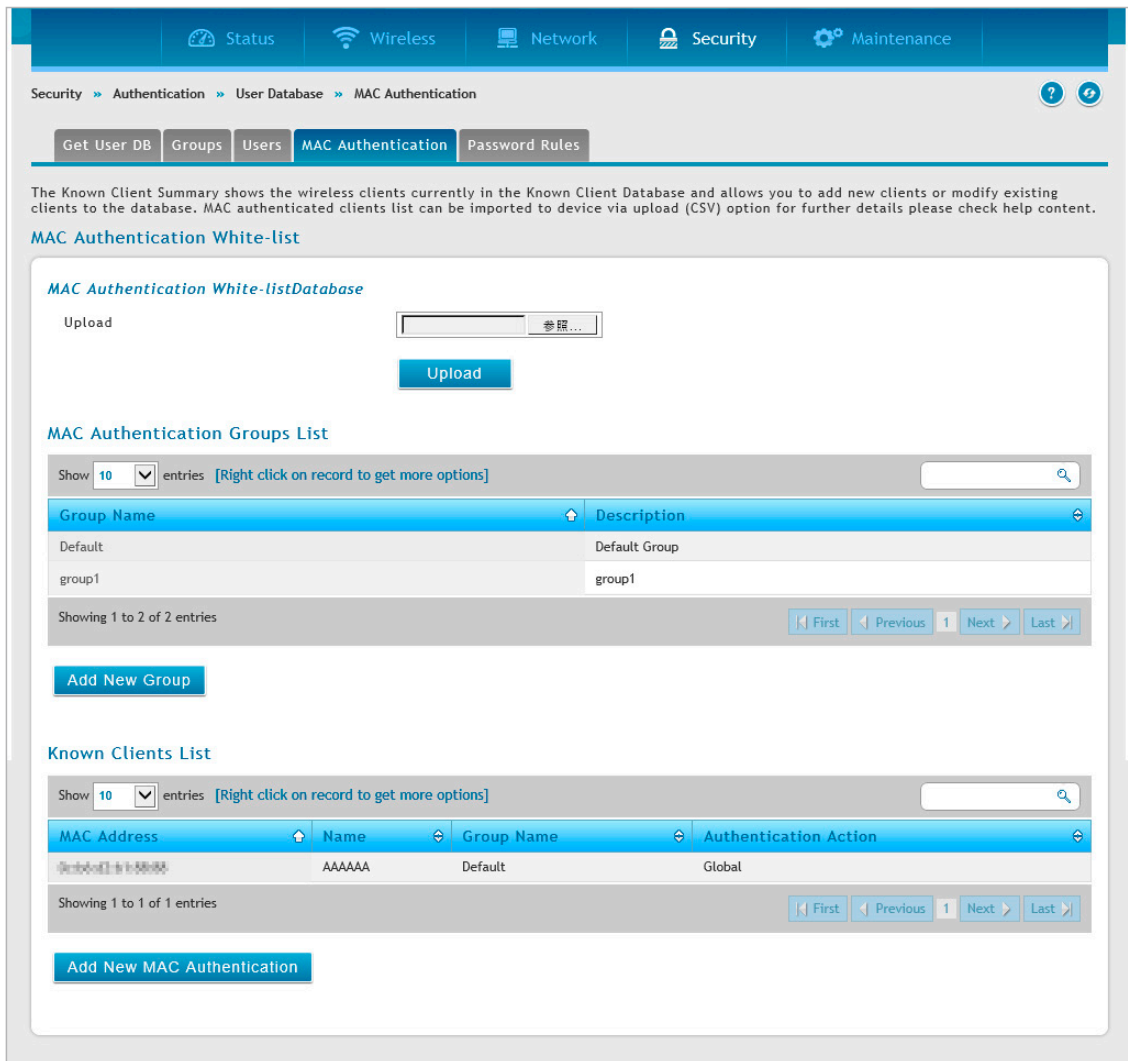 Status Wireless Network Security Maintenance
Security » Authentication » User Database » MAC Authentication
Get User DB Groups Users MAC Authentication Password Rules
The Known Client Summary shows the wireless clients currently in the Known Client Database and allows you to add new clients or modify existing
clients to the database. MAC authenticated clients list can be imported to device via upload (CSV) option for further details please check help content.
MAC Authentication White-list
MAC Authentication White-listDatabase
Upload 参照...
Upload
MAC Authentication Groups List
Show 10 entries [Right click on record to get more options]
Group Name Description
Default Default Group
group1 group1
Showing 1 to 2 of 2 entries First Previous 1 Next Last
Add New Group
Known Clients List
Show 10 entries [Right click on record to get more options]
MAC Address Name Group Name Authentication Action
AAAAAA Default Global
Showing 1 to 1 of 1 entries First Previous 1 Next Last
Add New MAC Authentication